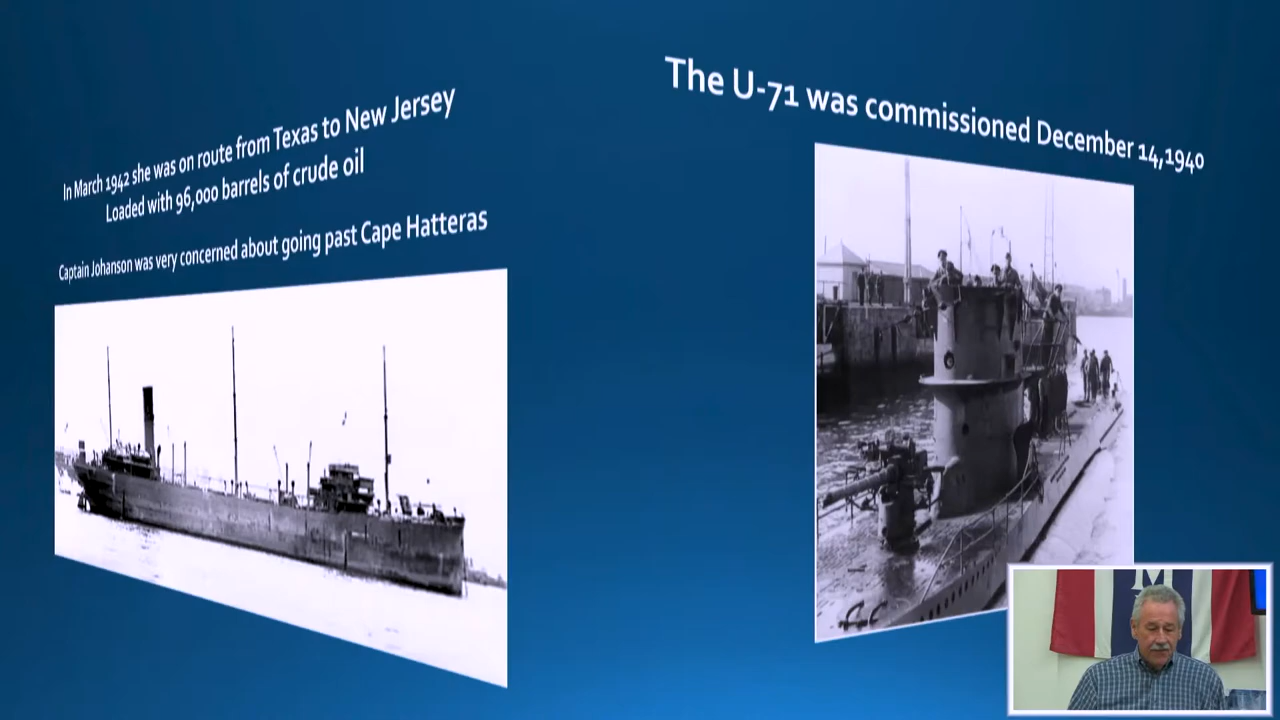 In March 1942 she was on route from Texas to New Jersey
Loaded with 96,000 barrels of crude oil
Captain Johanson was very concerned about going past Cape Hatteras
The U-71 was commissioned December 14,1940
M